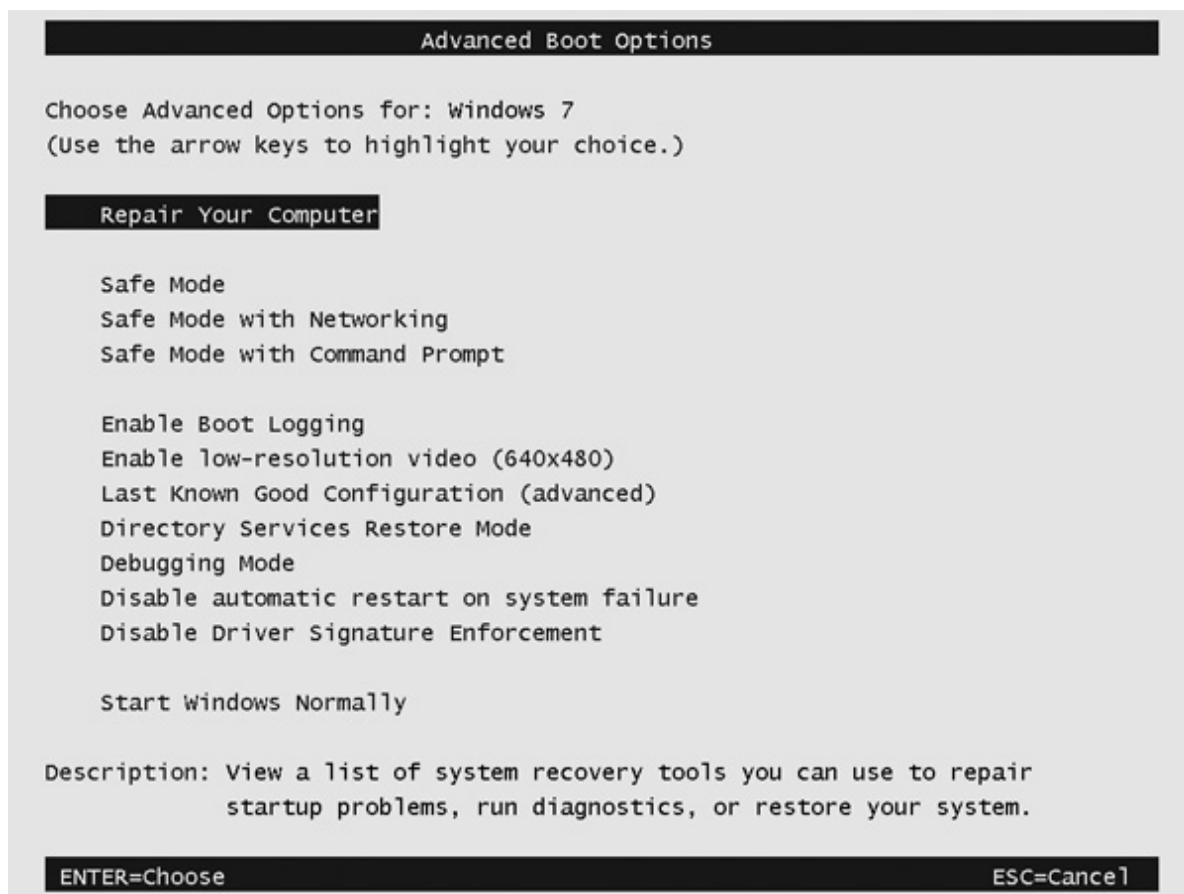 Advanced Boot Options
Choose Advanced Options for: Windows 7
(Use the arrow keys to highlight your choice.)
Repair Your Computer
Safe Mode
Safe Mode with Networking
Safe Mode with Command Prompt
Enable Boot Logging
Enable low-resolution video (640x480)
Last Known Good Configuration (advanced)
Directory Services Restore Mode
Debugging Mode
Disable automatic restart on system failure
Disable Driver Signature Enforcement
Start Windows Normally
Description: View a list of system recovery tools you can use to repair
startup problems, run diagnostics, or restore your system.
ENTER=Choose ESC=Cancel